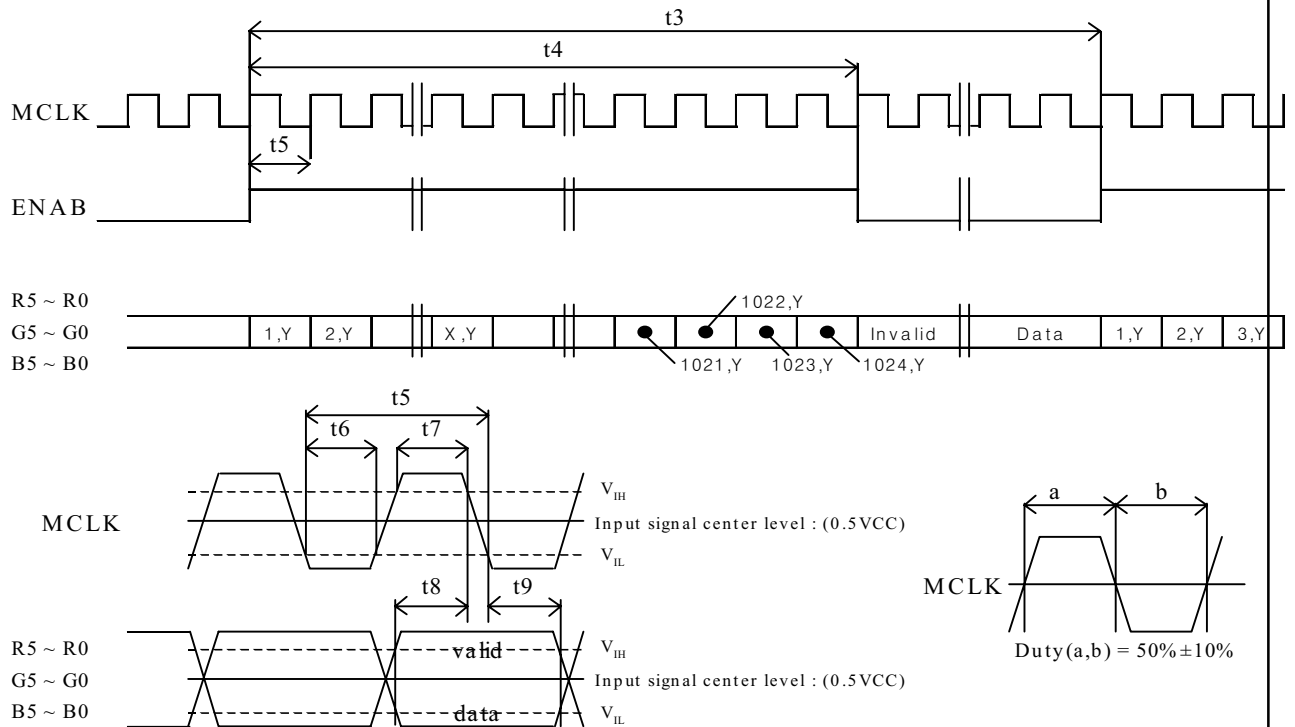 t3
t4
MCLK
t5
ENAB
R5 ~ R0
G5 ~ G0
B5 ~ B0
1,Y 2,Y X,Y Invalid Data 1,Y 2,Y 3,Y
1022,Y
1021,Y 1023,Y 1024,Y
t5
t6 t7
MCLK
VIH
Input signal center level : (0.5VCC)
VIL
t8 t9
R5 ~ R0
G5 ~ G0
B5 ~ B0
valid
data
VIH
Input signal center level : (0.5VCC)
VIL
a b
MCLK
Duty(a,b) = 50%±10%